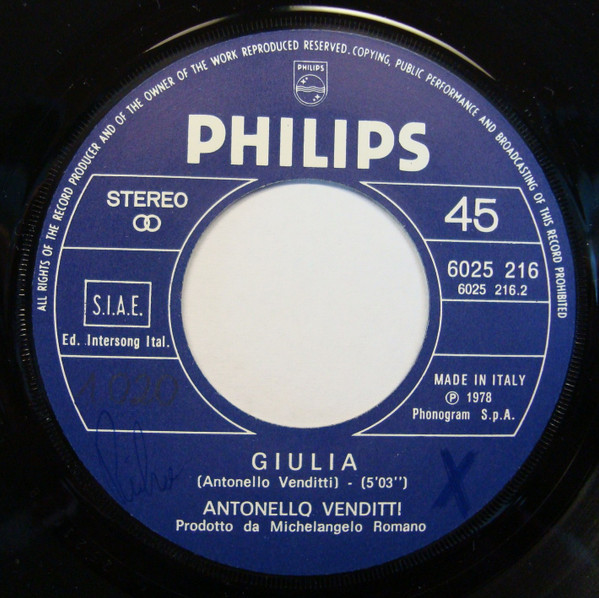 ALL RIGHTS OF THE RECORD PRODUCER AND OF THE OWNER OF THE WORK REPRODUCED RESERVED. COPYING, PUBLIC PERFORMANCE AND BROADCASTING OF THIS RECORD PROHIBITED
PHILIPS
PHILIPS
STEREO
45
6025 216
6025 216.2
S.I.A.E.
Ed. Intersong Ital.
MADE IN ITALY
℗ 1978
Phonogram S.p.A.
GIULIA
(Antonello Venditti) - (5'03'')
X
ANTONELLO VENDITTI
Prodotto da Michelangelo Romano